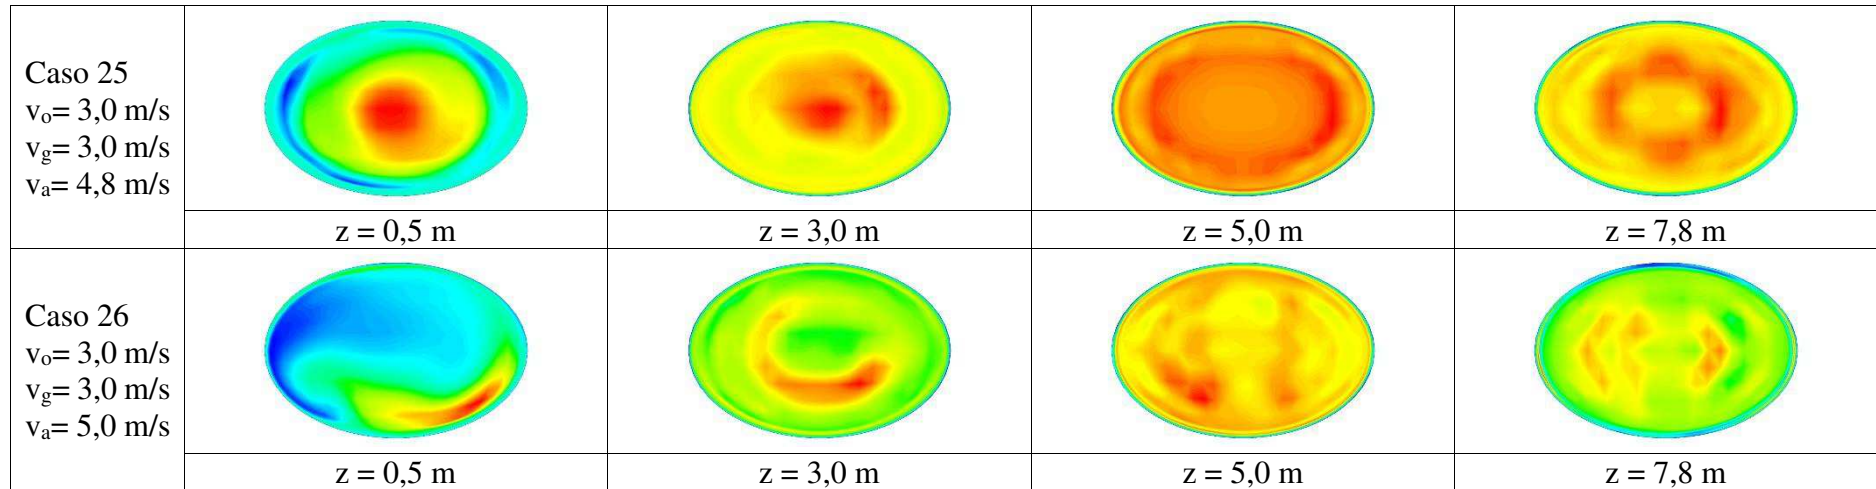 Caso 25
vo= 3,0 m/s
vg= 3,0 m/s
va= 4,8 m/s
z = 0,5 m
z = 3,0 m
z = 5,0 m
z = 7,8 m
Caso 26
vo= 3,0 m/s
vg= 3,0 m/s
va= 5,0 m/s
z = 0,5 m
z = 3,0 m
z = 5,0 m
z = 7,8 m